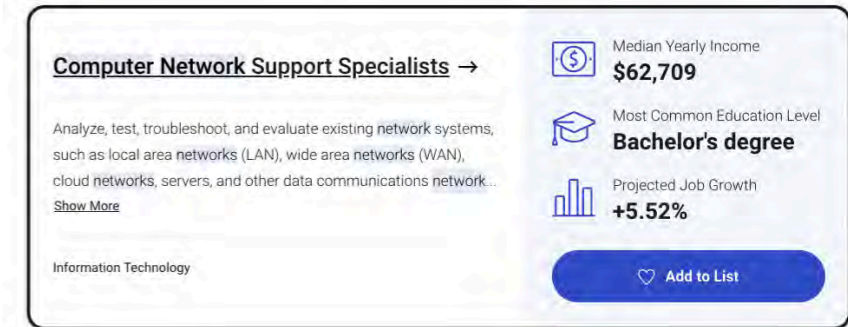 Computer Network Support Specialists →
Analyze, test, troubleshoot, and evaluate existing network systems,
such as local area networks (LAN), wide area networks (WAN),
cloud networks, servers, and other data communications network...
Show More
Information Technology
Median Yearly Income
$62,709
Most Common Education Level
Bachelor's degree
Projected Job Growth
+5.52%
Add to List